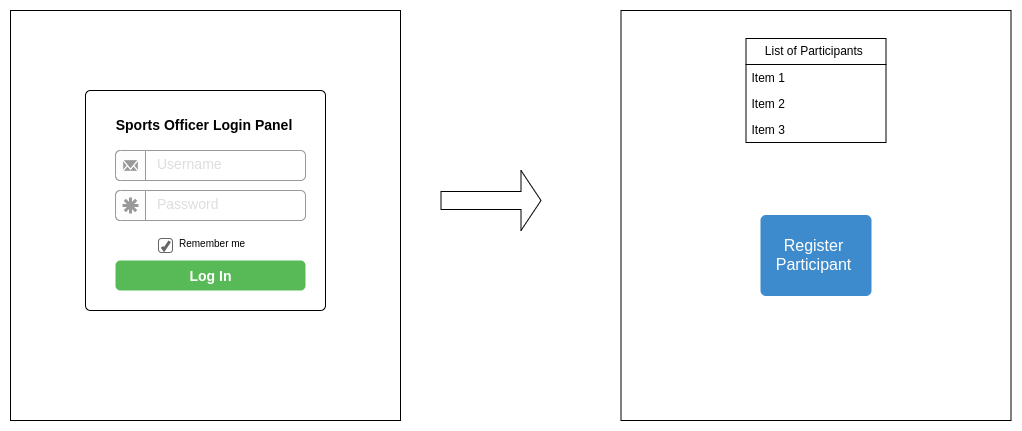 Sports Officer Login Panel
Username
Password
Remember me
Log In
List of Participants
Item 1
Item 2
Item 3
Register
Participant